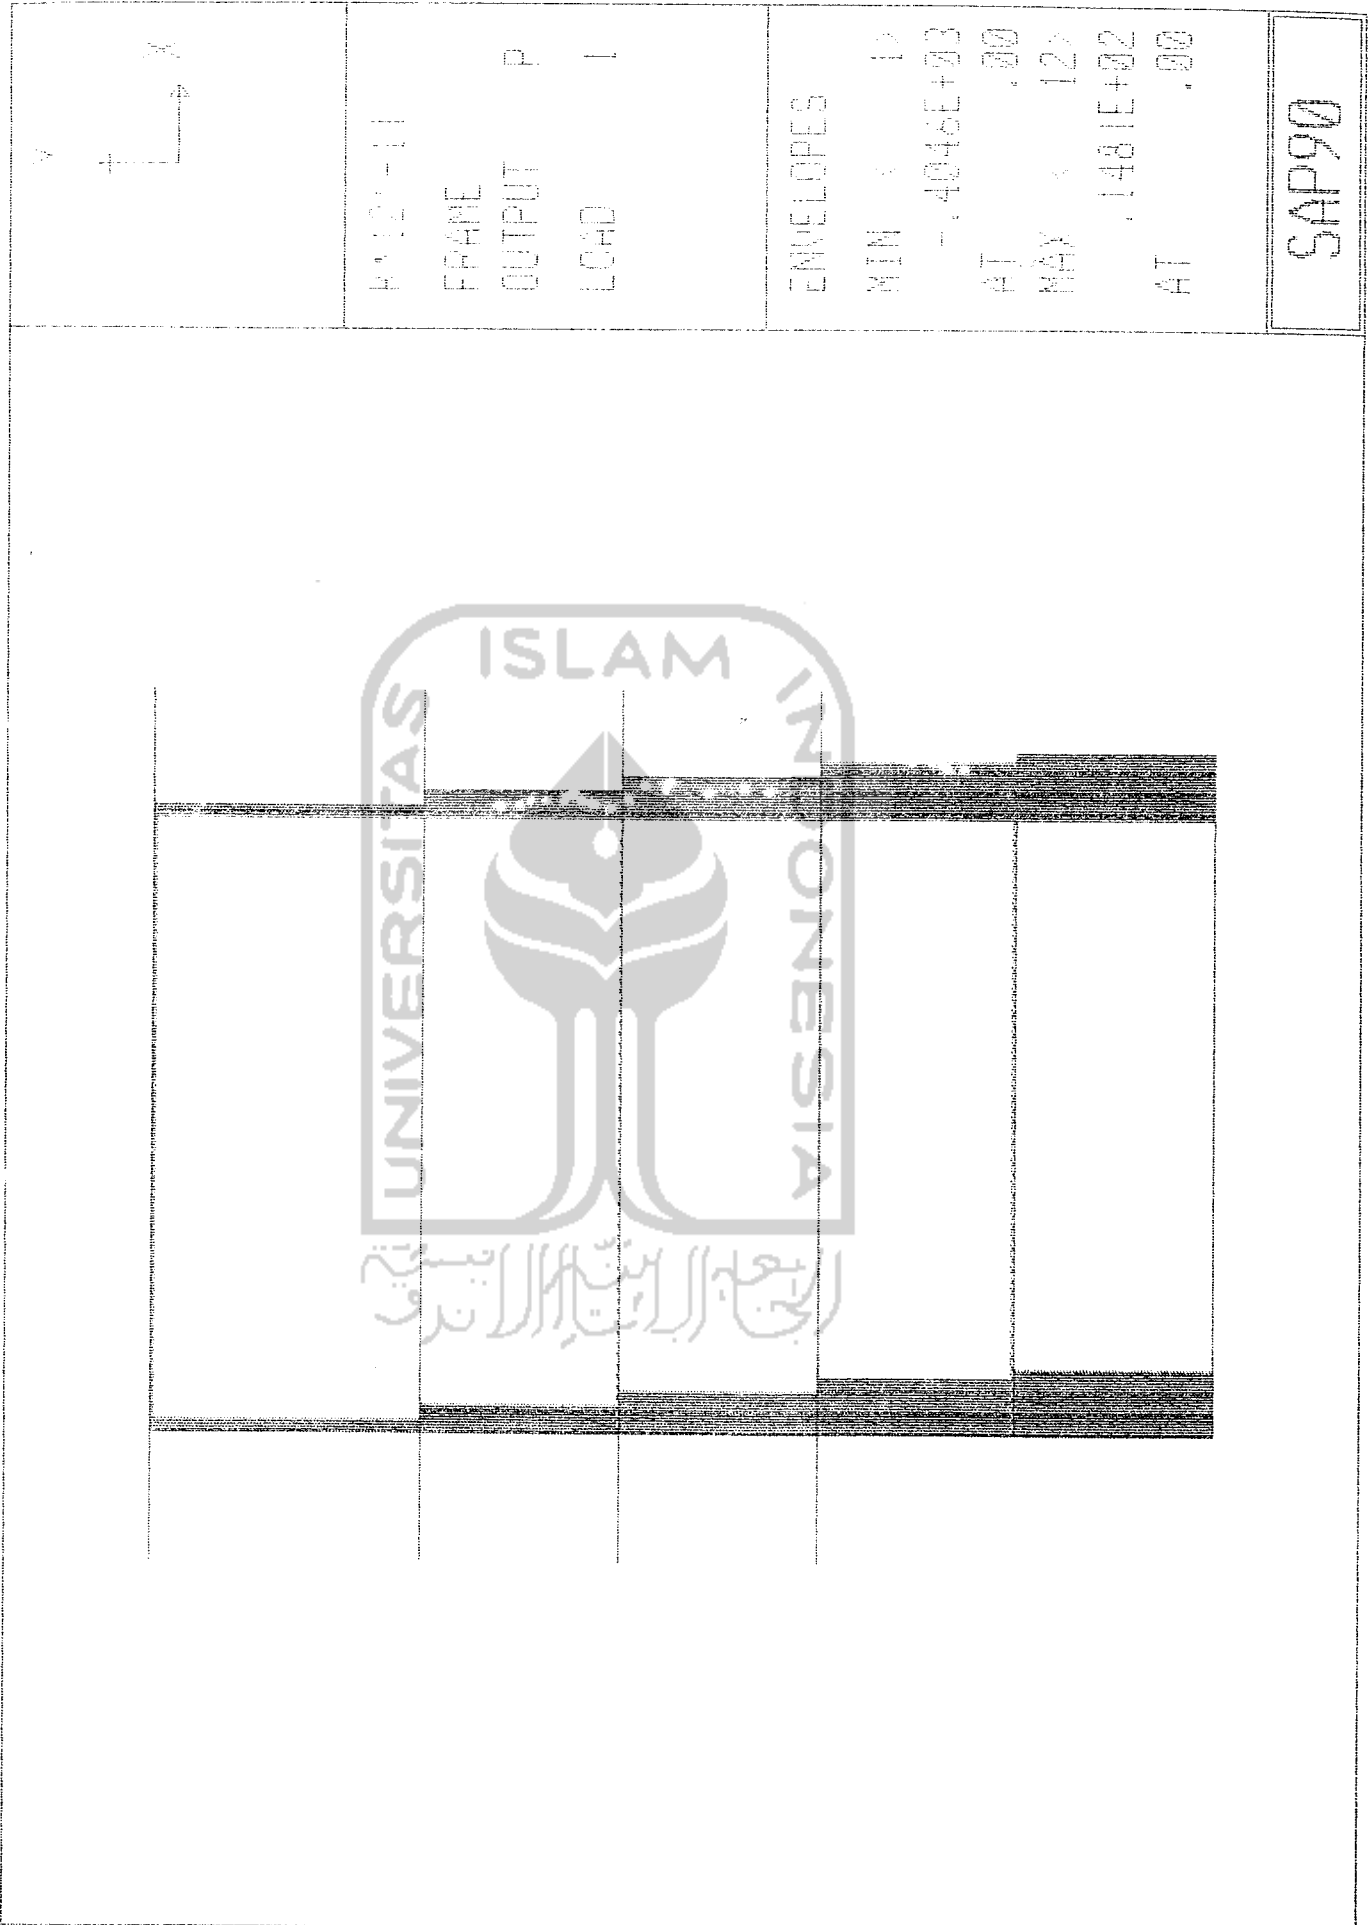 X
FRAME
OUTPUT P
LOAD 1
ENVELOPES
MIN < 1>
-.4046E+03
AT .00
MAX < 12>
.1481E+02
AT .00
SAP90
UNIVERSITAS ISLAM INDONESIA